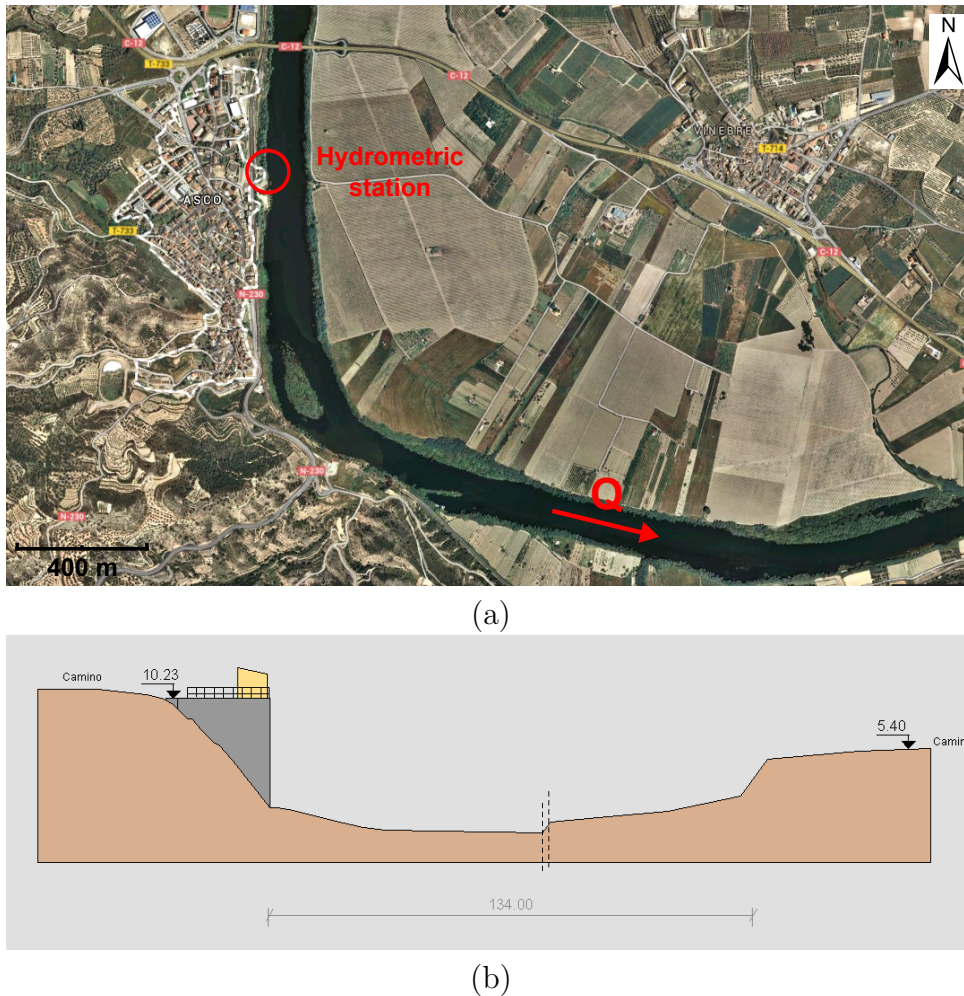 C-12
C-12
N
T-733
C-12
C-12
VINEBRE
T-714
Hydrometric
station
ASCO
T-733
C-12
N-230
N-230
Q
N-230
400 m
(a)
Camino
10.23
5.40
Camin
134.00
(b)